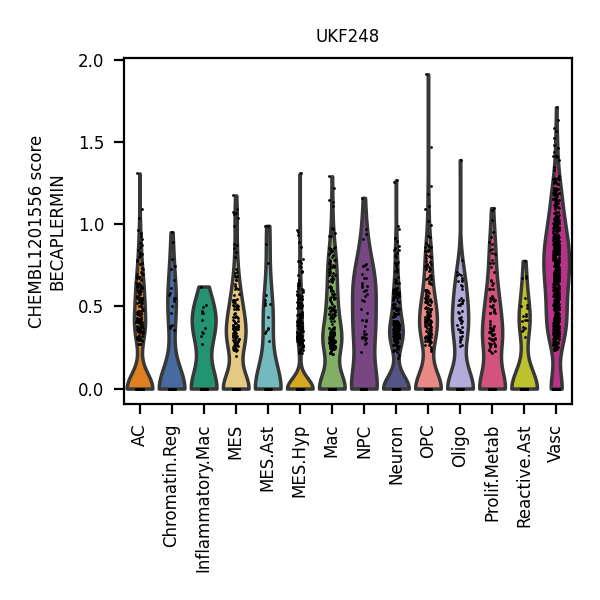 UKF248
CHEMBL1201556 score
BECAPLERMIN
2.0
1.5
1.0
0.5
0.0
AC
Chromatin.Reg
Inflammatory.Mac
MES
MES.Ast
MES.Hyp
Mac
NPC
Neuron
OPC
Oligo
Prolif.Metab
Reactive.Ast
Vasc